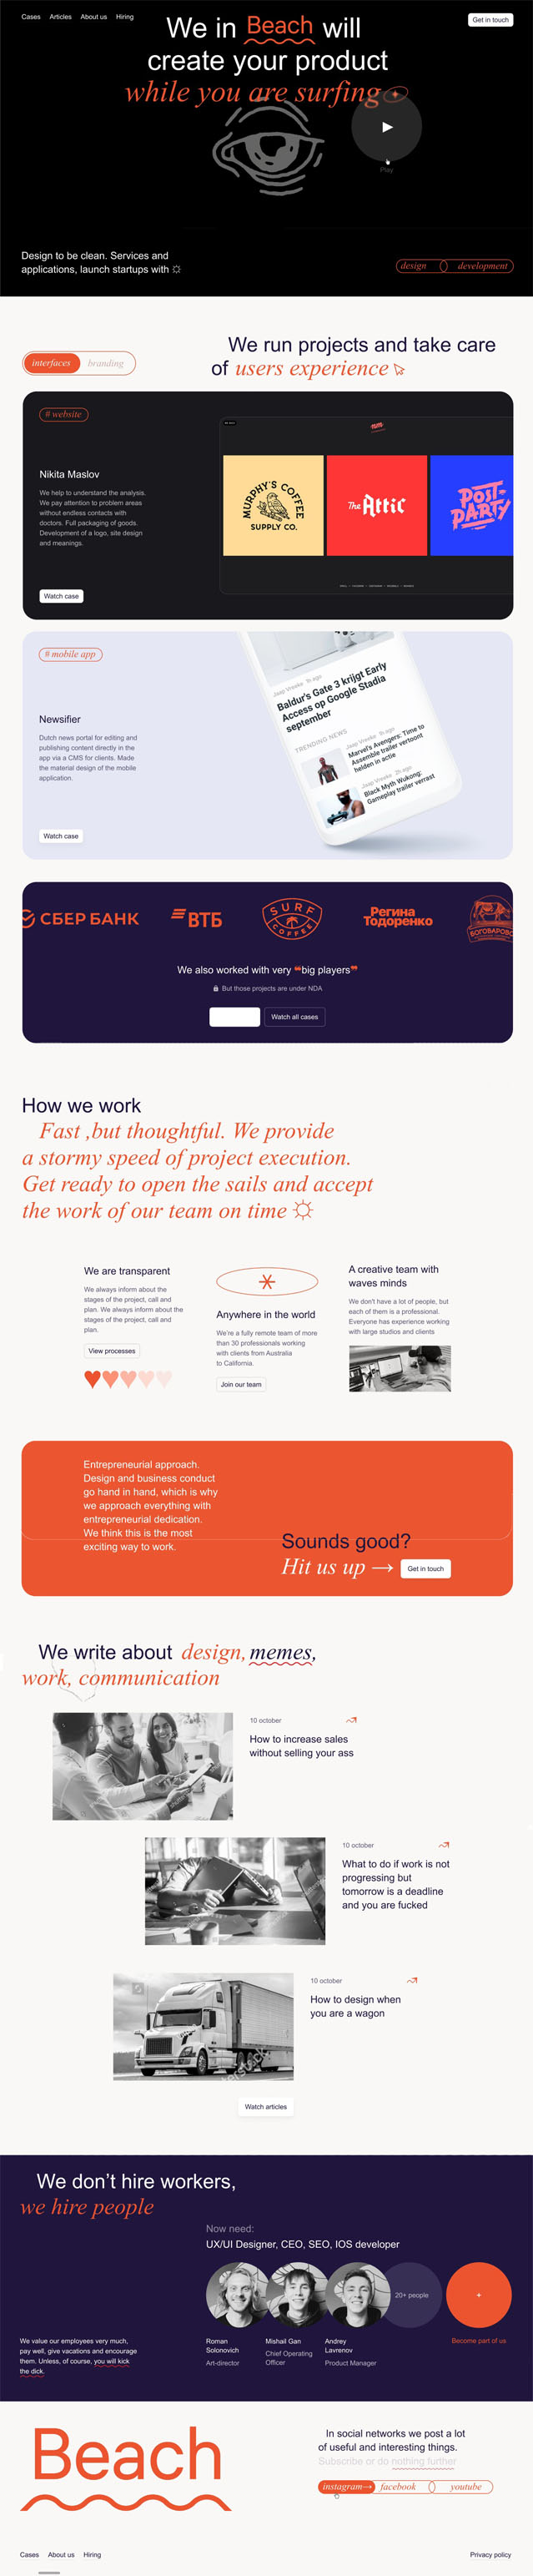 Cases Articles About us Hiring
Get in touch
We in Beach will
create your product
while you are surfing
Play
Design to be clean. Services and
applications, launch startups with
design development
We run projects and take care
of users experience
interfaces branding
# website
Nikita Maslov
We help to understand the analysis.
We pay attention to problem areas
without endless contacts with
doctors. Full packaging of goods.
Development of a logo, site design
and meanings.
Watch case
MURPHY'S COFFEE
SUPPLY CO.
The Attic
POST-
PARTY
# mobile app
Newsifier
Dutch news portal for editing and
publishing content directly in the
app via a CMS for clients. Made
the material design of the mobile
application.
Watch case
Jaap Vreeke 1h ago
Baldur's Gate 3 krijgt Early
Access op Google Stadia
september
TRENDING NEWS
Jaap Vreeke 1h ago
Marvel's Avengers: Time to
Assemble trailer vertoont
helden in actie
Jaap Vreeke 2h ago
Black Myth Wukong:
Gameplay trailer verrast
СБЕР БАНК
ВТБ
SURF
COFFEE
Регина
Тодоренко
БОГОВАРОВО
We also worked with very ❝big players❞
But those projects are under NDA
Watch all cases
How we work
Fast ,but thoughtful. We provide
a stormy speed of project execution.
Get ready to open the sails and accept
the work of our team on time
We are transparent
We always inform about the
stages of the project, call and
plan. We always inform about the
stages of the project, call and
plan.
View processes
Anywhere in the world
We're a fully remote team of more
than 30 professionals working
with clients from Australia
to California.
Join our team
A creative team with
waves minds
We don't have a lot of people, but
each of them is a professional.
Everyone has experience working
with large studios and clients
Entrepreneurial approach.
Design and business conduct
go hand in hand, which is why
we approach everything with
entrepreneurial dedication.
We think this is the most
exciting way to work.
Sounds good?
Hit us up →
Get in touch
We write about design, memes,
work, communication
10 october
How to increase sales
without selling your ass
10 october
What to do if work is not
progressing but
tomorrow is a deadline
and you are fucked
10 october
How to design when
you are a wagon
Watch articles
We don't hire workers,
we hire people
Now need:
UX/UI Designer, CEO, SEO, IOS developer
20+ people
+
Roman
Solonovich
Art-director
Mishail Gan
Chief Operating
Officer
Andrey
Lavrenov
Product Manager
Become part of us
We value our employees very much,
pay well, give vacations and encourage
them. Unless, of course, you will kick
the dick.
Beach
In social networks we post a lot
of useful and interesting things.
Subscribe or do nothing further
instagram→ facebook youtube
Cases About us Hiring
Privacy policy